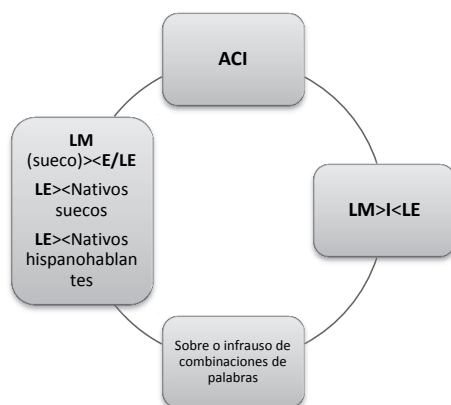 ACI
LM
(sueco)><E/LE
LE><Nativos
suecos
LE><Nativos
hispanohablan
tes
LM>I<LE
Sobre o infrauso de
combinaciones de
palabras